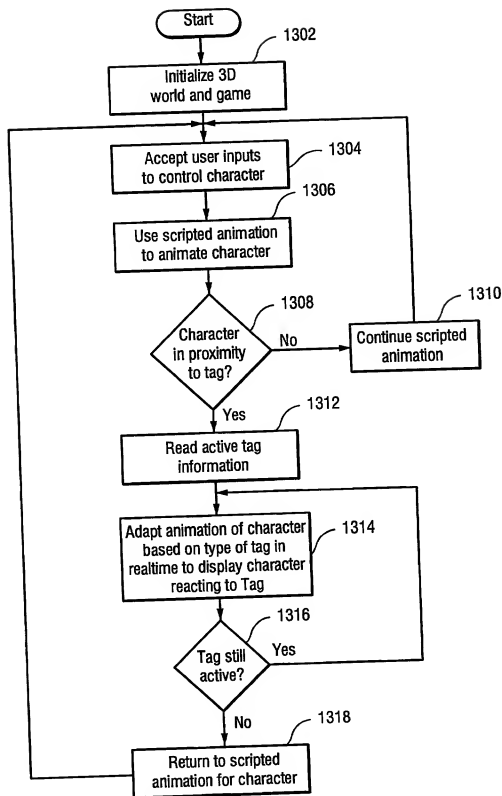 Start
1302
Initialize 3D
world and game
Accept user inputs
to control character
1304
1306
Use scripted animation
to animate character
1308
Character
in proximity
to tag?
No
1310
Continue scripted
animation
Yes
1312
Read active tag
information
Adapt animation of character
based on type of tag in
realtime to display character
reacting to Tag
1314
1316
Tag still
active?
Yes
No
1318
Return to scripted
animation for character